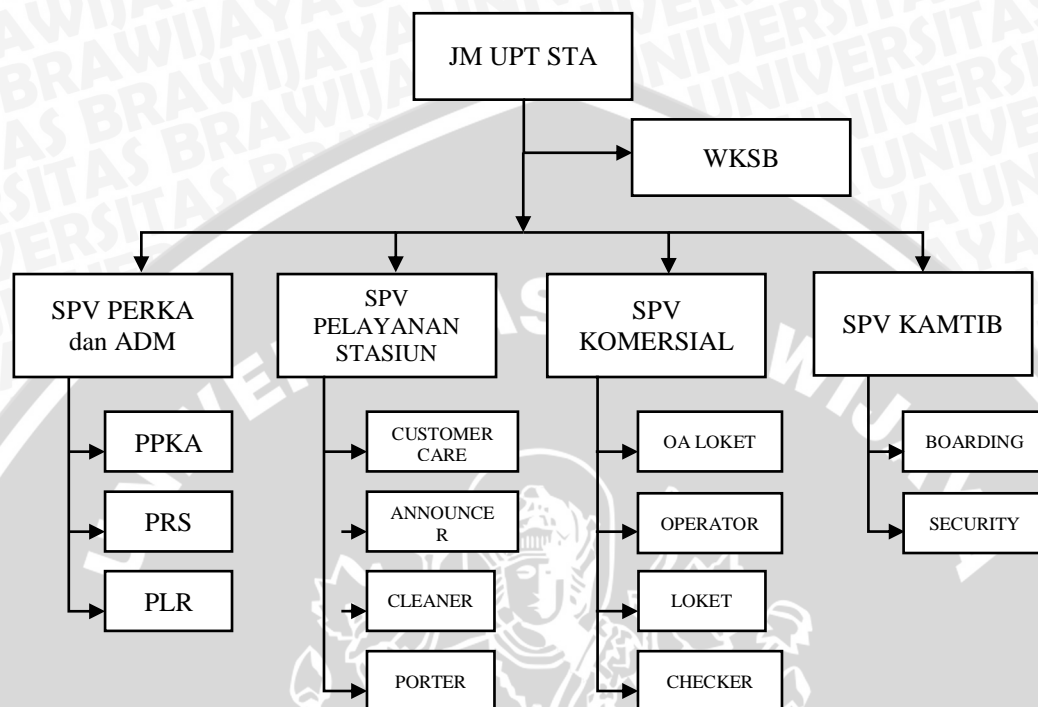 JM UPT STA
WKSB
SPV PERKA
dan ADM
SPV
PELAYANAN
STASIUN
SPV
KOMERSIAL
SPV KAMTIB
PPKA
PRS
PLR
CUSTOMER
CARE
ANNOUNCE
R
CLEANER
PORTER
OA LOKET
OPERATOR
LOKET
CHECKER
BOARDING
SECURITY